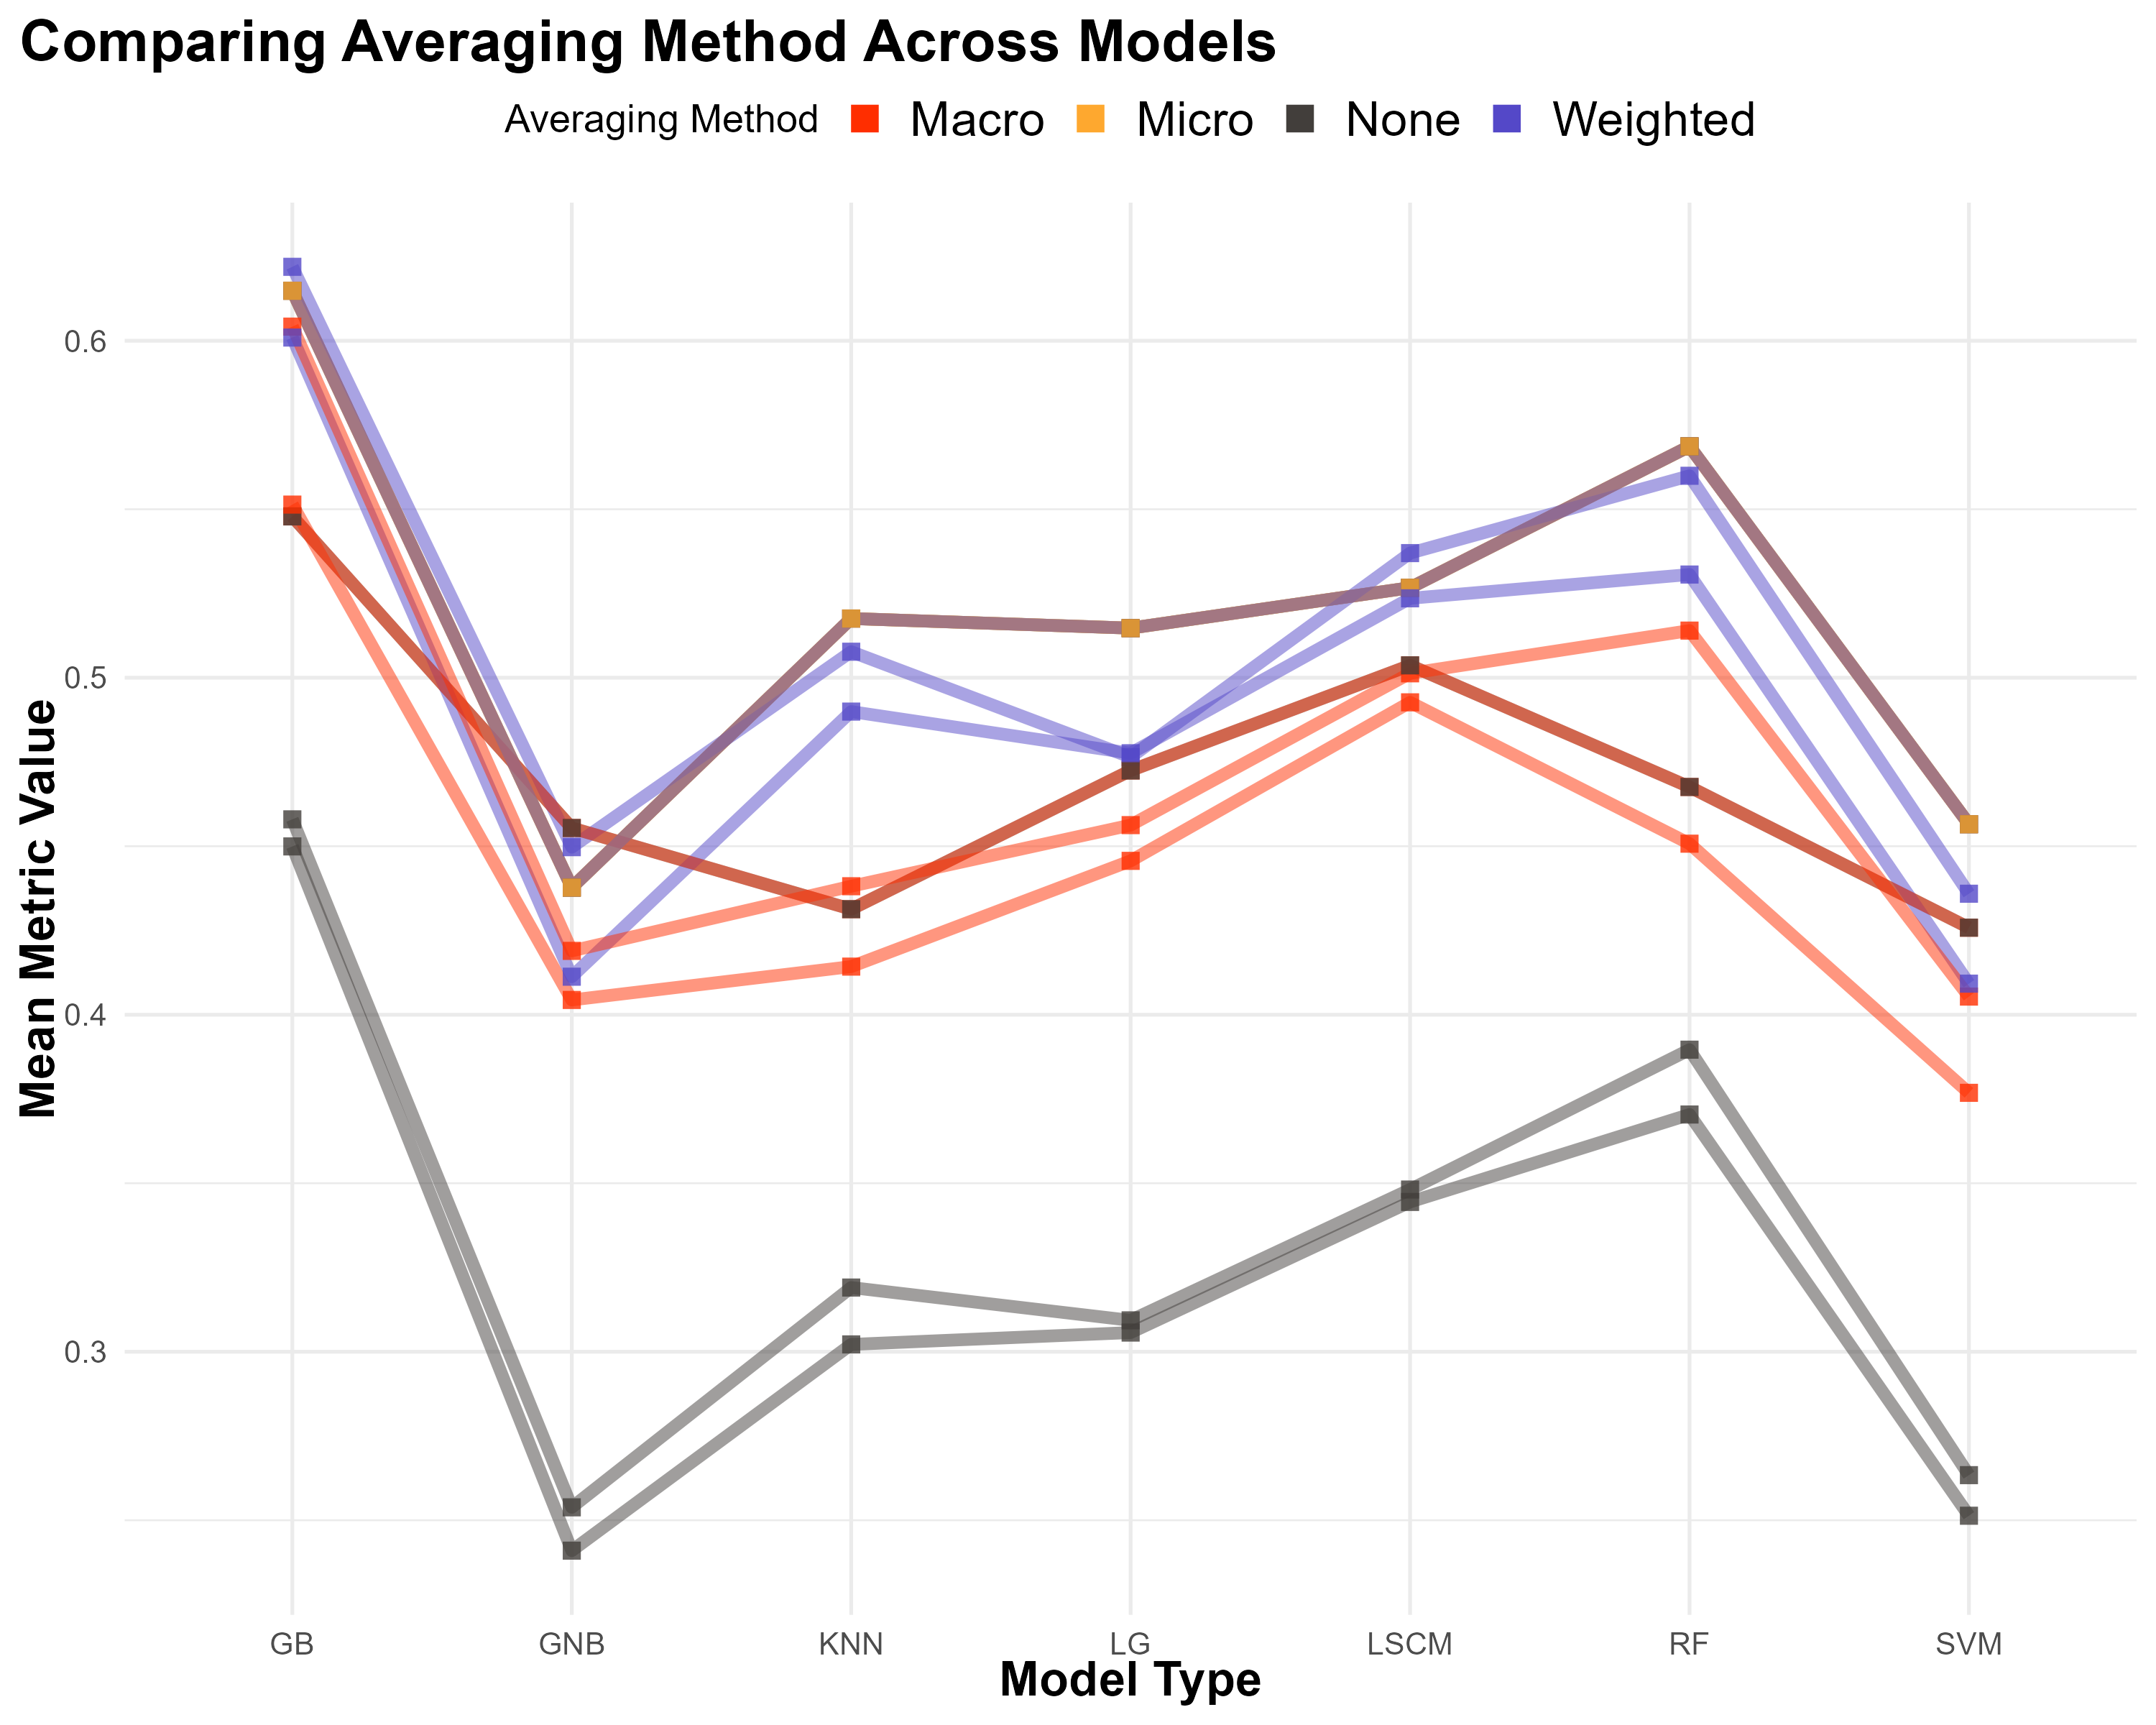 Comparing Averaging Method Across Models
Averaging Method Macro Micro None Weighted
Mean Metric Value
0.6
0.5
0.4
0.3
GB GNB KNN LG LSCM RF SVM
Model Type